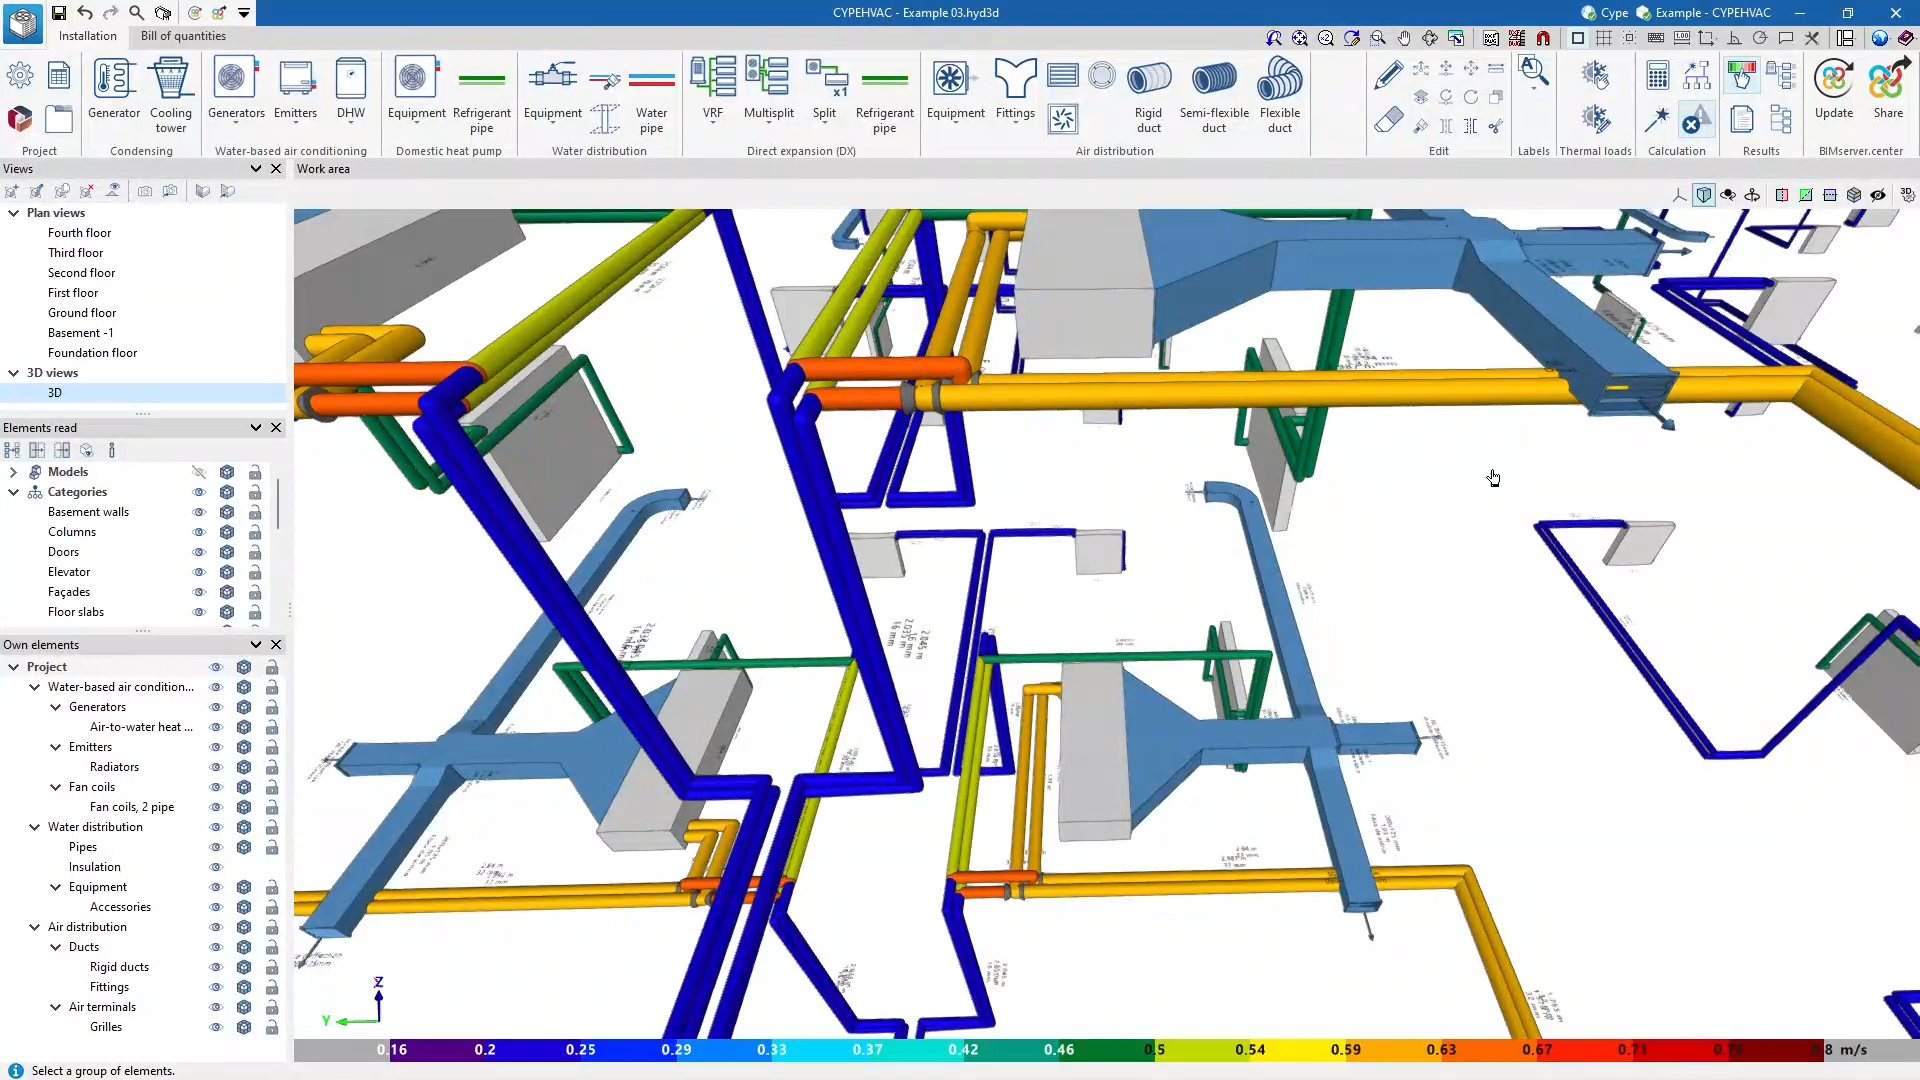 CYPEHVAC - Example 03.hyd3d
Cype
Example - CYPEHVAC
Installation
Bill of quantities
Generator
Cooling tower
Generators
Emitters
DHW
Equipment
Refrigerant pipe
Equipment
Water pipe
VRF
Multisplit
x1
Split
Refrigerant pipe
Equipment
Fittings
Rigid duct
Semi-flexible duct
Flexible duct
Update
Share
Project
Condensing
Water-based air conditioning
Domestic heat pump
Water distribution
Direct expansion (DX)
Air distribution
Edit
Labels
Thermal loads
Calculation
Results
BIMserver.center
Views
Work area
3D
Plan views
Fourth floor
Third floor
Second floor
First floor
Ground floor
Basement -1
Foundation floor
3D views
3D
Elements read
Models
Categories
Basement walls
Columns
Doors
Elevator
Façades
Floor slabs
Own elements
Project
Water-based air condition...
Generators
Air-to-water heat ...
Emitters
Radiators
Fan coils
Fan coils, 2 pipe
Water distribution
Pipes
Insulation
Equipment
Accessories
Air distribution
Ducts
Rigid ducts
Fittings
Air terminals
Grilles
2.045 m
16 mm
Z
Y
0.16 0.2 0.25 0.29 0.33 0.37 0.42 0.46 0.5 0.54 0.59 0.63 0.67 0.71 m/s
Select a group of elements.